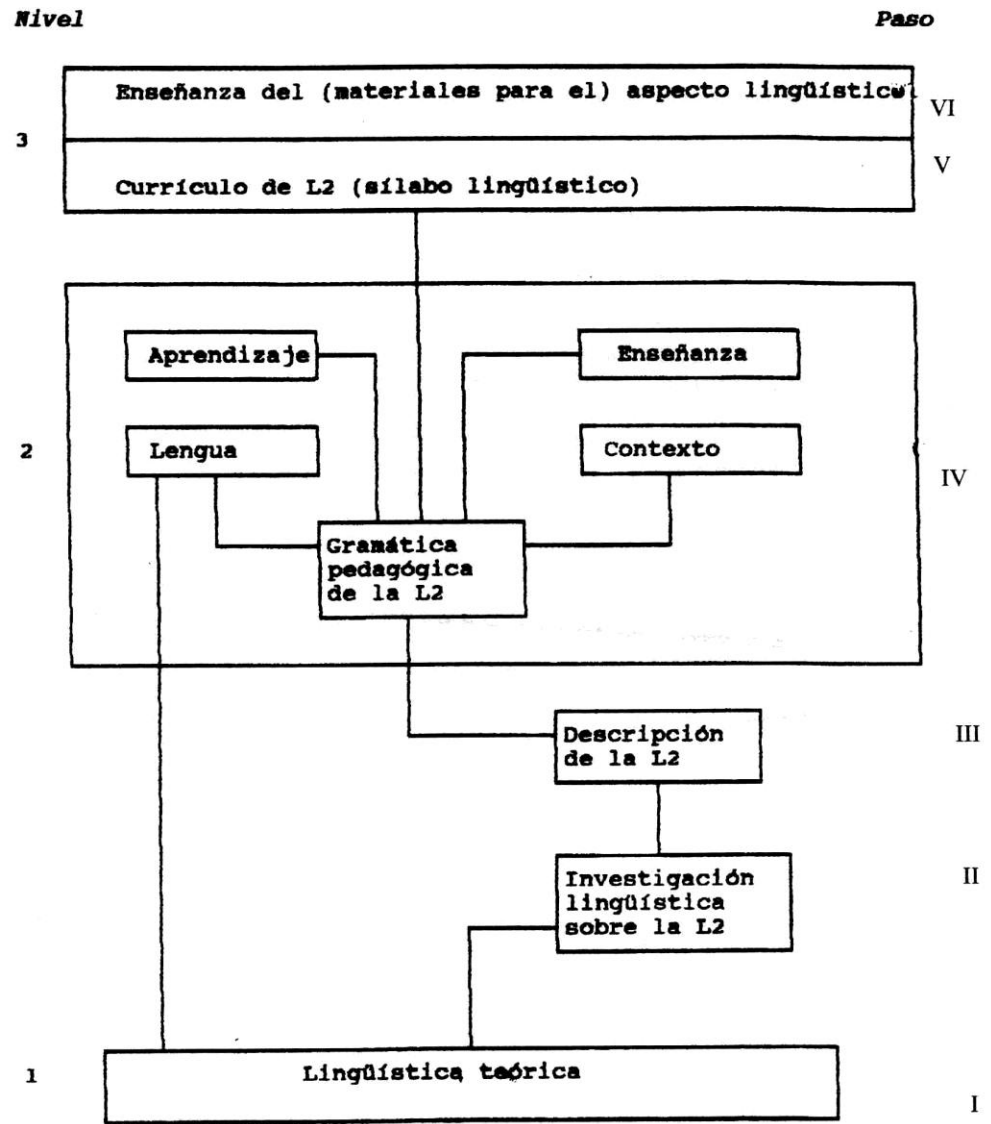 Nivel
Paso
Enseñanza del (materiales para el) aspecto lingüístico
VI
3
V
Currículo de L2 (sílabo lingüístico)
Aprendizaje
Enseñanza
2
Lengua
Contexto
IV
Gramática
pedagógica
de la L2
Descripción
de la L2
III
Investigación
lingüística
sobre la L2
II
1
Lingüística teórica
I